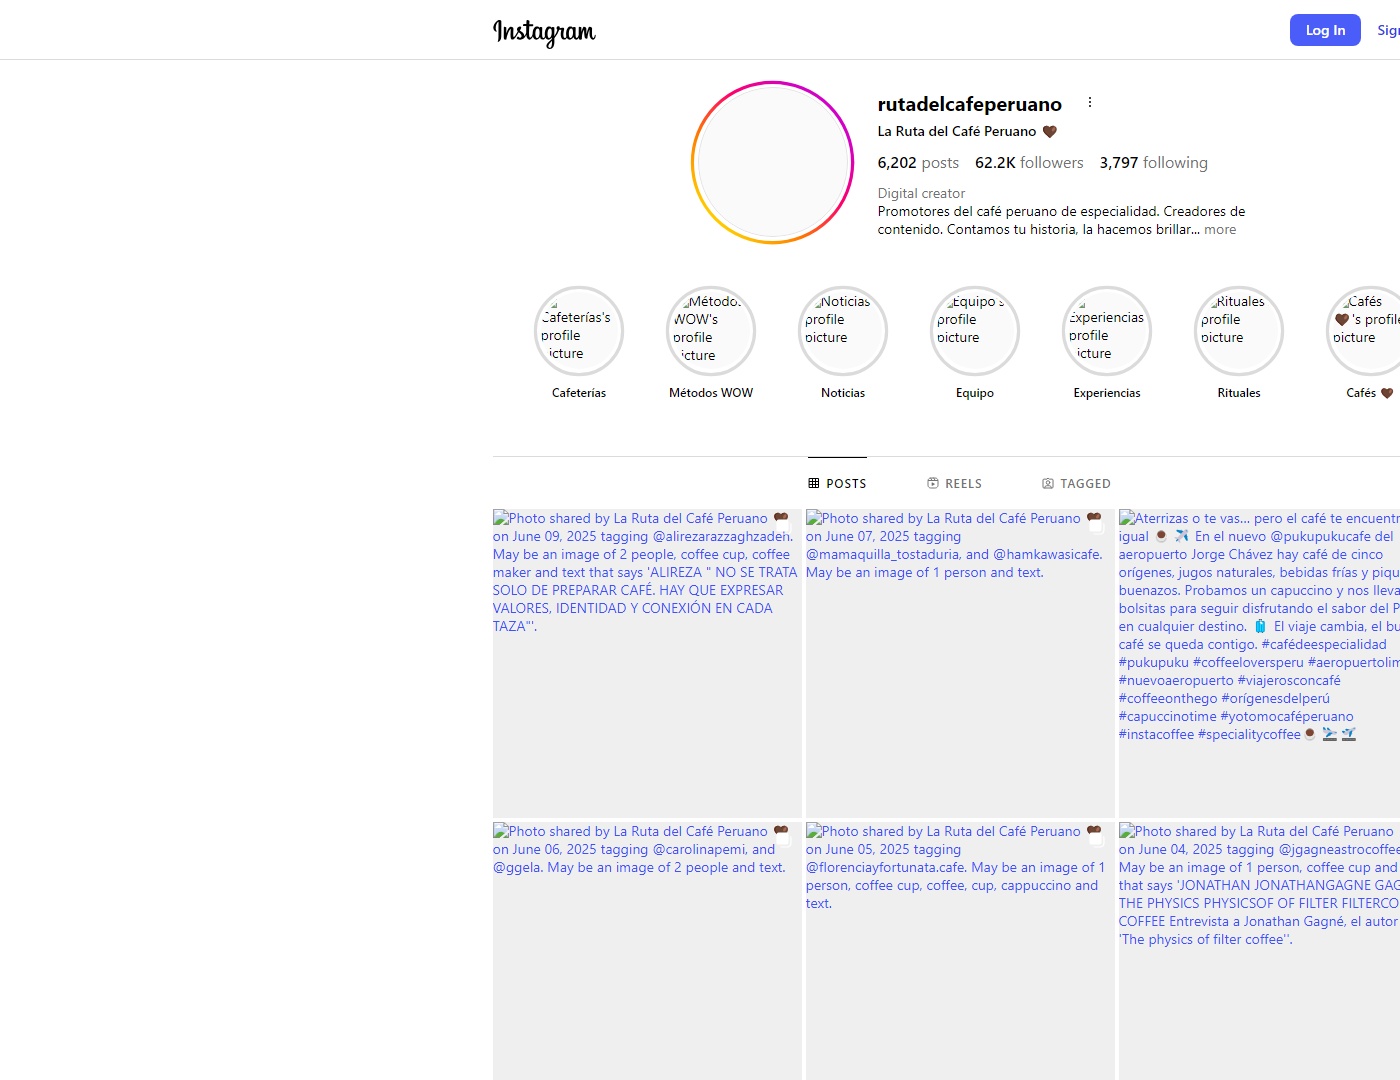 Instagram
Log In
rutadelcafeperuano
La Ruta del Café Peruano 🤎
6,202 posts 62.2K followers 3,797 following
Digital creator
Promotores del café peruano de especialidad. Creadores de
contenido. Contamos tu historia, la hacemos brillar... more
Cafeterías's
profile
picture
Métodos
WOW's
profile
picture
Noticias
profile
picture
Equipo's
profile
picture
Experiencias
profile
picture
Rituales
profile
picture
Cafés
🤎's profile
picture
Cafeterías
Métodos WOW
Noticias
Equipo
Experiencias
Rituales
Cafés 🤎
POSTS
REELS
TAGGED
Photo shared by La Ruta del Café Peruano 🤎
on June 09, 2025 tagging @alirezarazzaghzadeh.
May be an image of 2 people, coffee cup, coffee
maker and text that says 'ALIREZA " NO SE TRATA
SOLO DE PREPARAR CAFÉ. HAY QUE EXPRESAR
VALORES, IDENTIDAD Y CONEXIÓN EN CADA
TAZA"'.
Photo shared by La Ruta del Café Peruano 🤎
on June 07, 2025 tagging
@mamaquilla_tostaduria, and @hamkawasicafe.
May be an image of 1 person and text.
Aterrizas o te vas... pero el café te
igual ☕ ✈️ En el nuevo @pukupukucafe del
aeropuerto Jorge Chávez hay café de cinco
orígenes, jugos naturales, bebidas frías y
buenazos. Probamos un capuccino y nos
bolsitas para seguir disfrutando el sabor del
en cualquier destino. 🧳 El viaje cambia, el
café se queda contigo. #cafédeespecialidad
#pukupuku #coffeeloversperu
#nuevoaeropuerto #viajerosconcafé
#coffeeonthego #orígenesdelperú
#capuccinotime #yotomocaféperuano
#instacoffee #specialitycoffee☕ 🛬 🛫
Photo shared by La Ruta del Café Peruano 🤎
on June 06, 2025 tagging @carolinapemi, and
@ggela. May be an image of 2 people and text.
Photo shared by La Ruta del Café Peruano 🤎
on June 05, 2025 tagging
@florenciayfortunata.cafe. May be an image of 1
person, coffee cup, coffee, cup, cappuccino and
text.
Photo shared by La Ruta del Café Peruano
on June 04, 2025 tagging @jgagneastrocoffee
May be an image of 1 person, coffee cup and
that says 'JONATHAN JONATHANGAGNE
THE PHYSICS PHYSICSOF OF FILTER
COFFEE Entrevista a Jonathan Gagné, el autor
'The physics of filter coffee''.